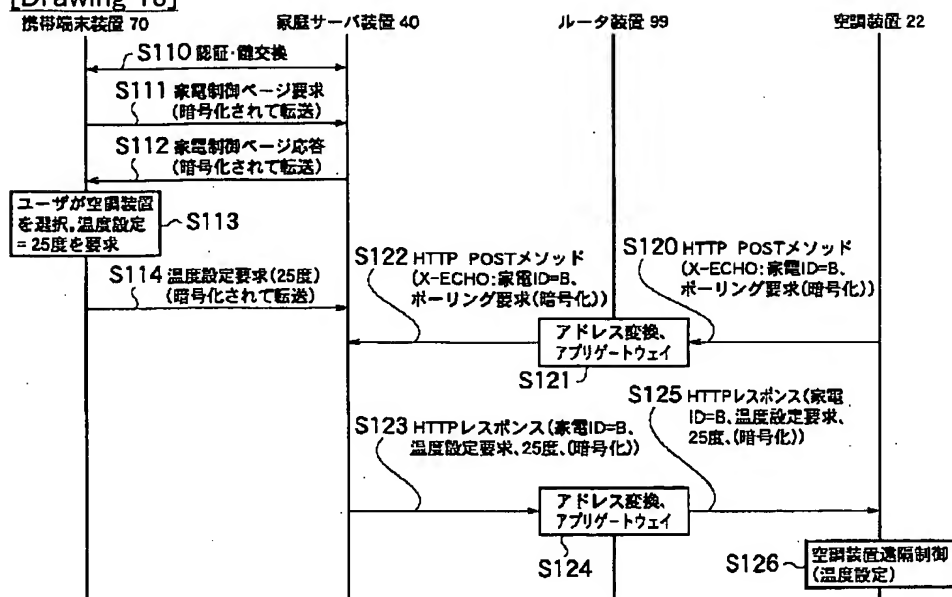 [Drawing 10]
携帯端末装置 70
家庭サーバ装置 40
ルータ装置 99
空調装置 22
S110 認証・鍵交換
S111 家電制御ページ要求
(暗号化されて転送)
S112 家電制御ページ応答
(暗号化されて転送)
ユーザが空調装置
を選択,温度設定
=25度を要求
S113
S114 温度設定要求(25度)
(暗号化されて転送)
S122 HTTP POSTメソッド
(X-ECHO:家電ID=B、
ポーリング要求(暗号化))
S120 HTTP POSTメソッド
(X-ECHO:家電ID=B、
ポーリング要求(暗号化))
アドレス変換、
アプリゲートウェイ
S121
S125 HTTPレスポンス(家電
ID=B、温度設定要求、
25度、(暗号化))
S123 HTTPレスポンス(家電ID=B、
温度設定要求、25度、(暗号化))
アドレス変換、
アプリゲートウェイ
S124
S126
空調装置遠隔制御
(温度設定)